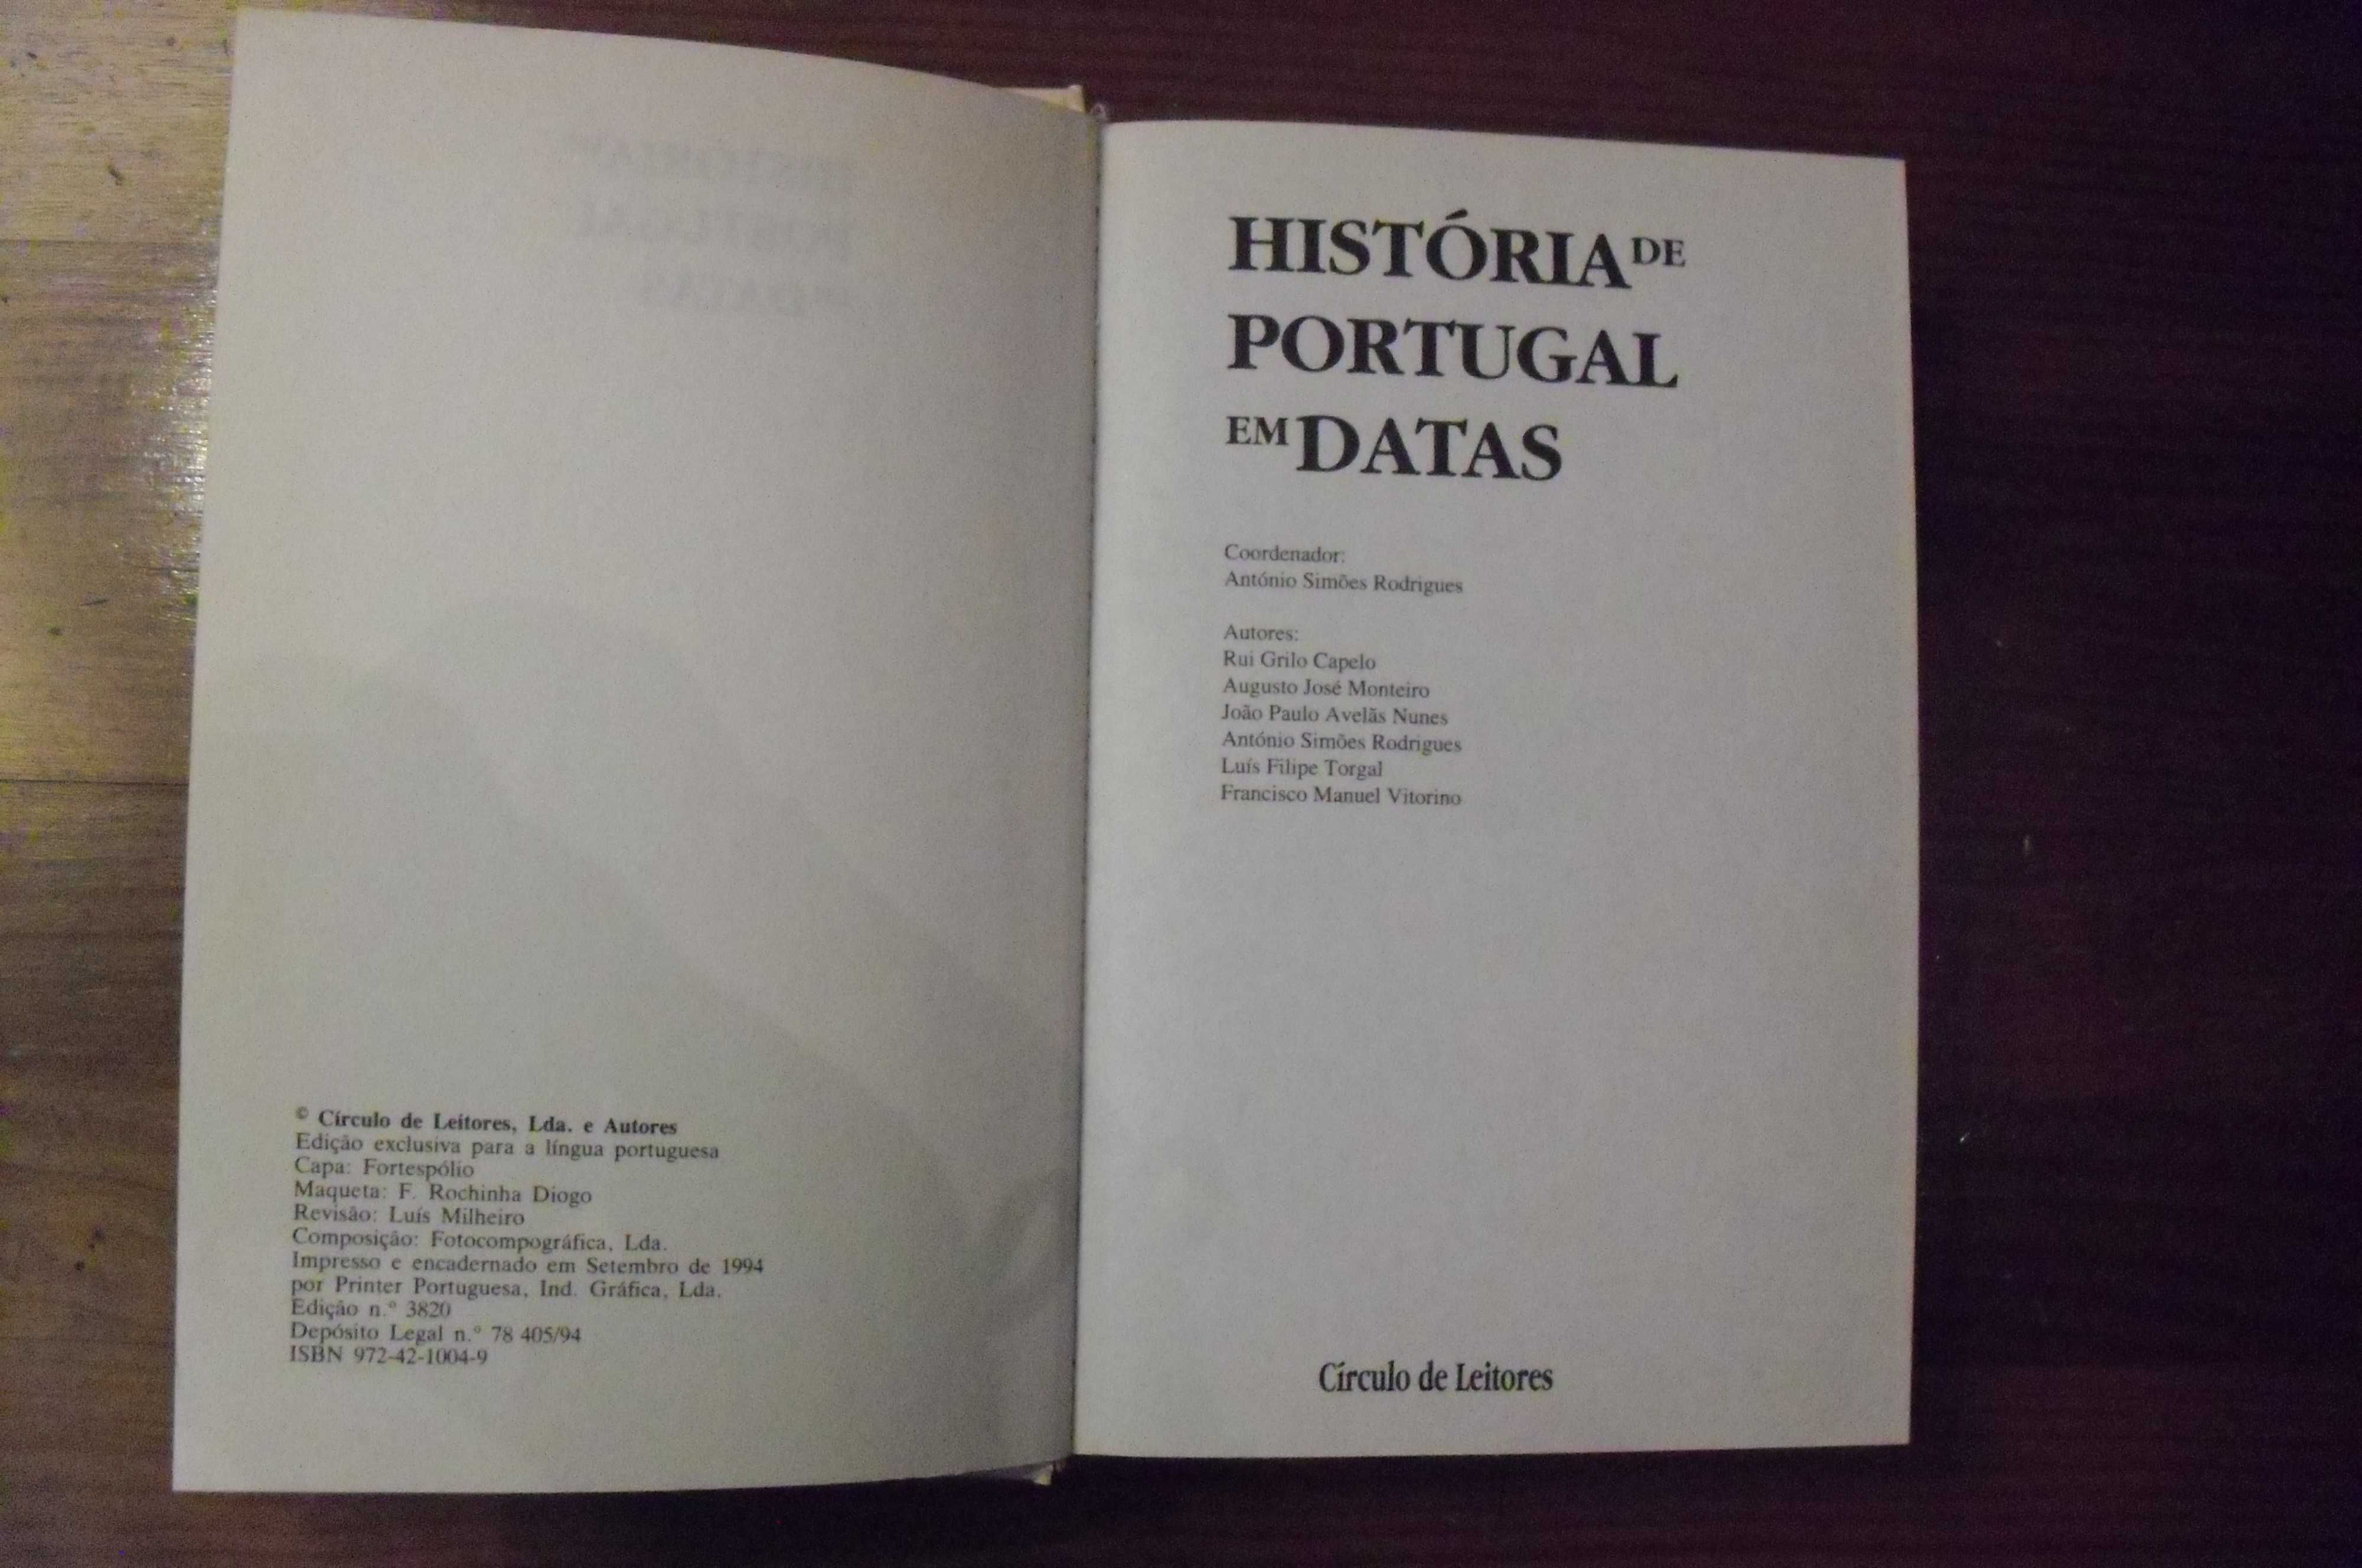 © Círculo de Leitores, Lda. e Autores
Edição exclusiva para a língua portuguesa
Capa: Fortespólio
Maqueta: F. Rochinha Diogo
Revisão: Luís Milheiro
Composição: Fotocompográfica, Lda.
Impresso e encadernado em Setembro de 1994
por Printer Portuguesa, Ind. Gráfica, Lda.
Edição n.º 3820
Depósito Legal n.º 78 405/94
ISBN 972-42-1004-9
HISTÓRIA DE
PORTUGAL
EM DATAS
Coordenador:
António Simões Rodrigues
Autores:
Rui Grilo Capelo
Augusto José Monteiro
João Paulo Avelãs Nunes
António Simões Rodrigues
Luís Filipe Torgal
Francisco Manuel Vitorino
Círculo de Leitores